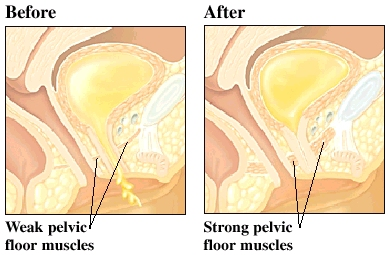 Before
After
Weak pelvic
floor muscles
Strong pelvic
floor muscles